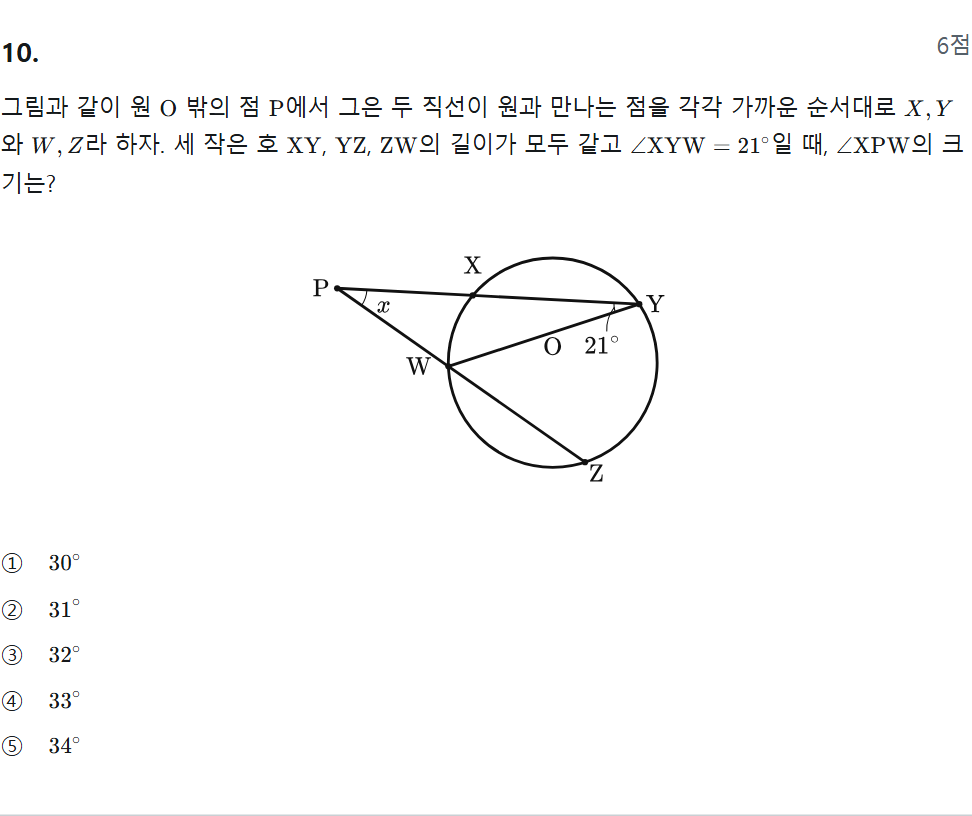 10.
6점
그림과 같이 원 O 밖의 점 P에서 그은 두 직선이 원과 만나는 점을 각각 가까운 순서대로 X, Y
와 W, Z라 하자. 세 작은 호 XY, YZ, ZW의 길이가 모두 같고 ∠XYW = 21°일 때, ∠XPW의 크
기는?
X
P
x
Y
O 21°
W
Z
① 30°
② 31°
③ 32°
④ 33°
⑤ 34°